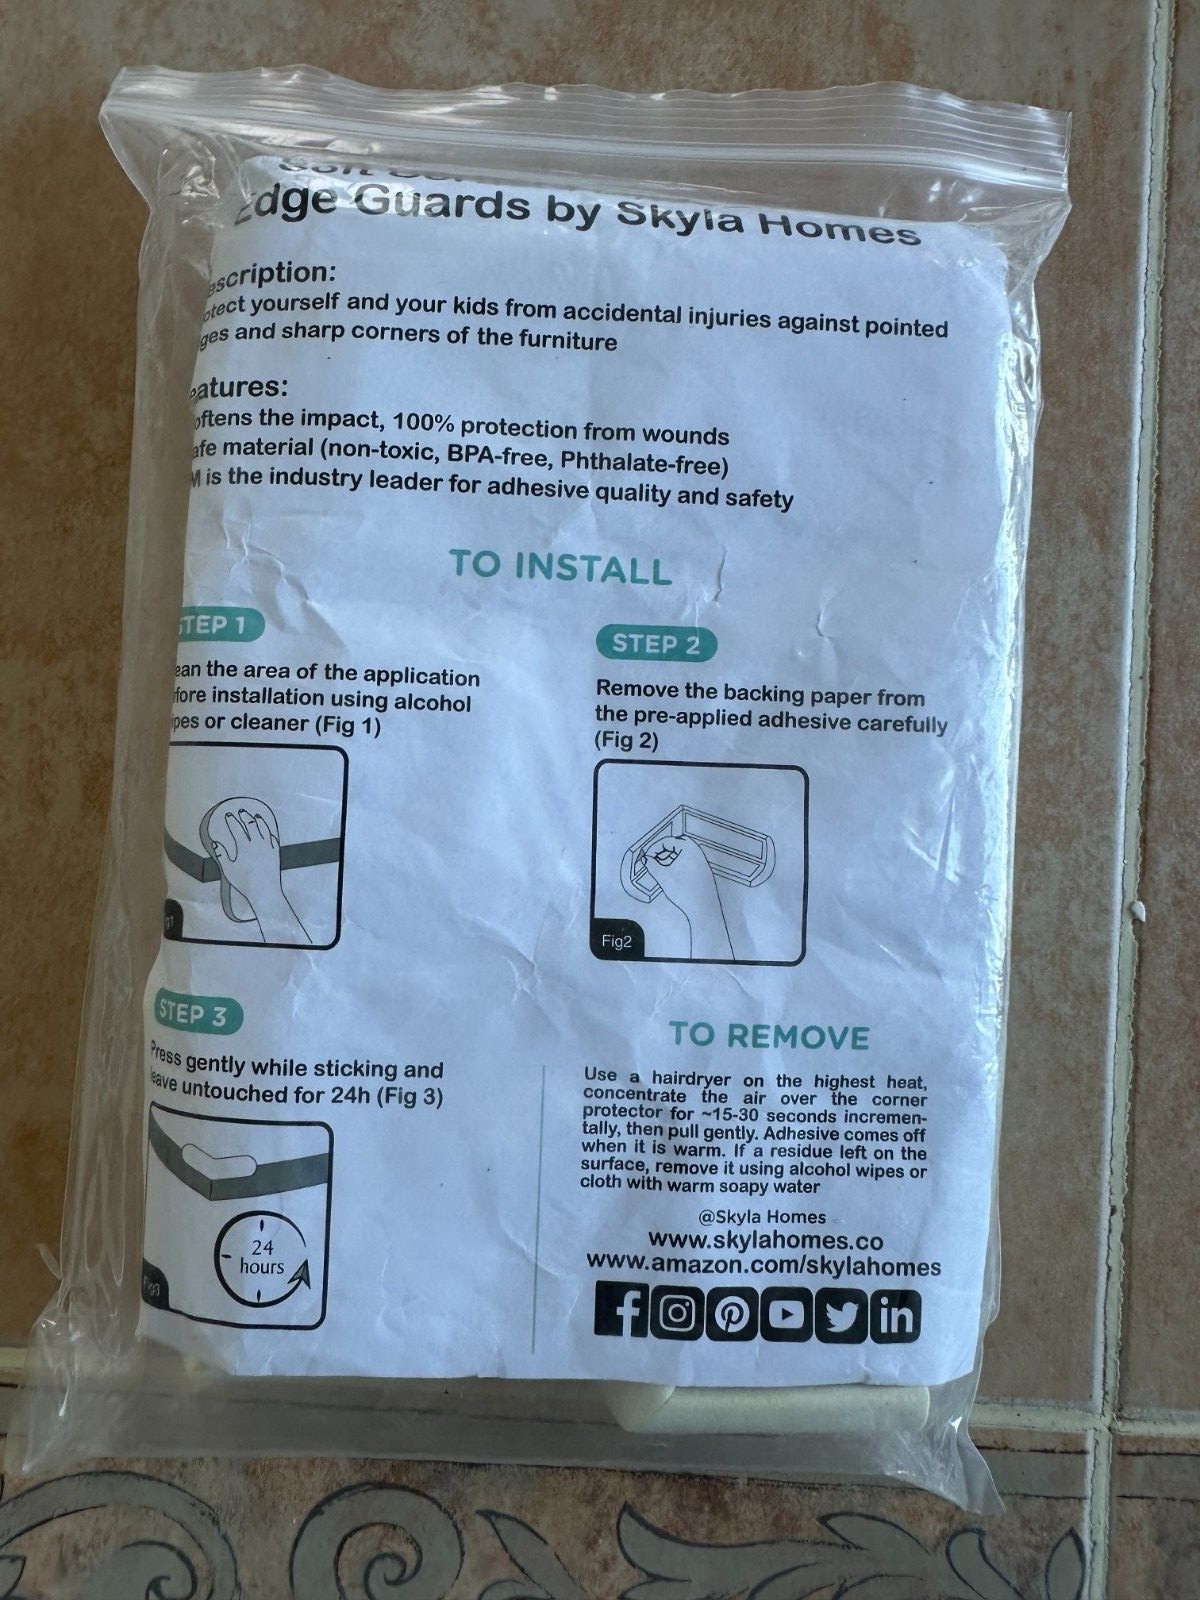 Edge Guards by Skyla Homes
escription:
otect yourself and your kids from accidental injuries against pointed
ges and sharp corners of the furniture
eatures:
oftens the impact, 100% protection from wounds
afe material (non-toxic, BPA-free, Phthalate-free)
M is the industry leader for adhesive quality and safety
TO INSTALL
STEP 1
ean the area of the application
fore installation using alcohol
ipes or cleaner (Fig 1)
STEP 2
Remove the backing paper from
the pre-applied adhesive carefully
(Fig 2)
Fig2
STEP 3
Press gently while sticking and
leave untouched for 24h (Fig 3)
24
hours
Fig3
TO REMOVE
Use a hairdryer on the highest heat,
concentrate the air over the corner
protector for ~15-30 seconds incremen-
tally, then pull gently. Adhesive comes off
when it is warm. If a residue left on the
surface, remove it using alcohol wipes or
cloth with warm soapy water
@Skyla Homes
www.skylahomes.co
www.amazon.com/skylahomes